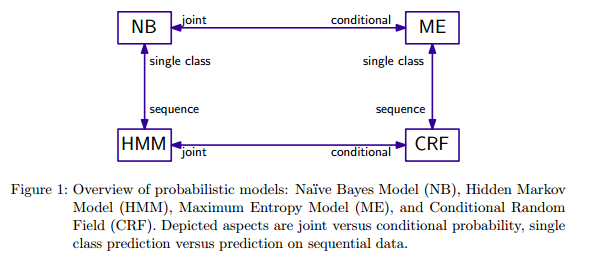 NB joint conditional ME
single class single class
sequence sequence
HMM joint conditional CRF
Figure 1: Overview of probabilistic models: Naïve Bayes Model (NB), Hidden Markov
Model (HMM), Maximum Entropy Model (ME), and Conditional Random
Field (CRF). Depicted aspects are joint versus conditional probability, single
class prediction versus prediction on sequential data.